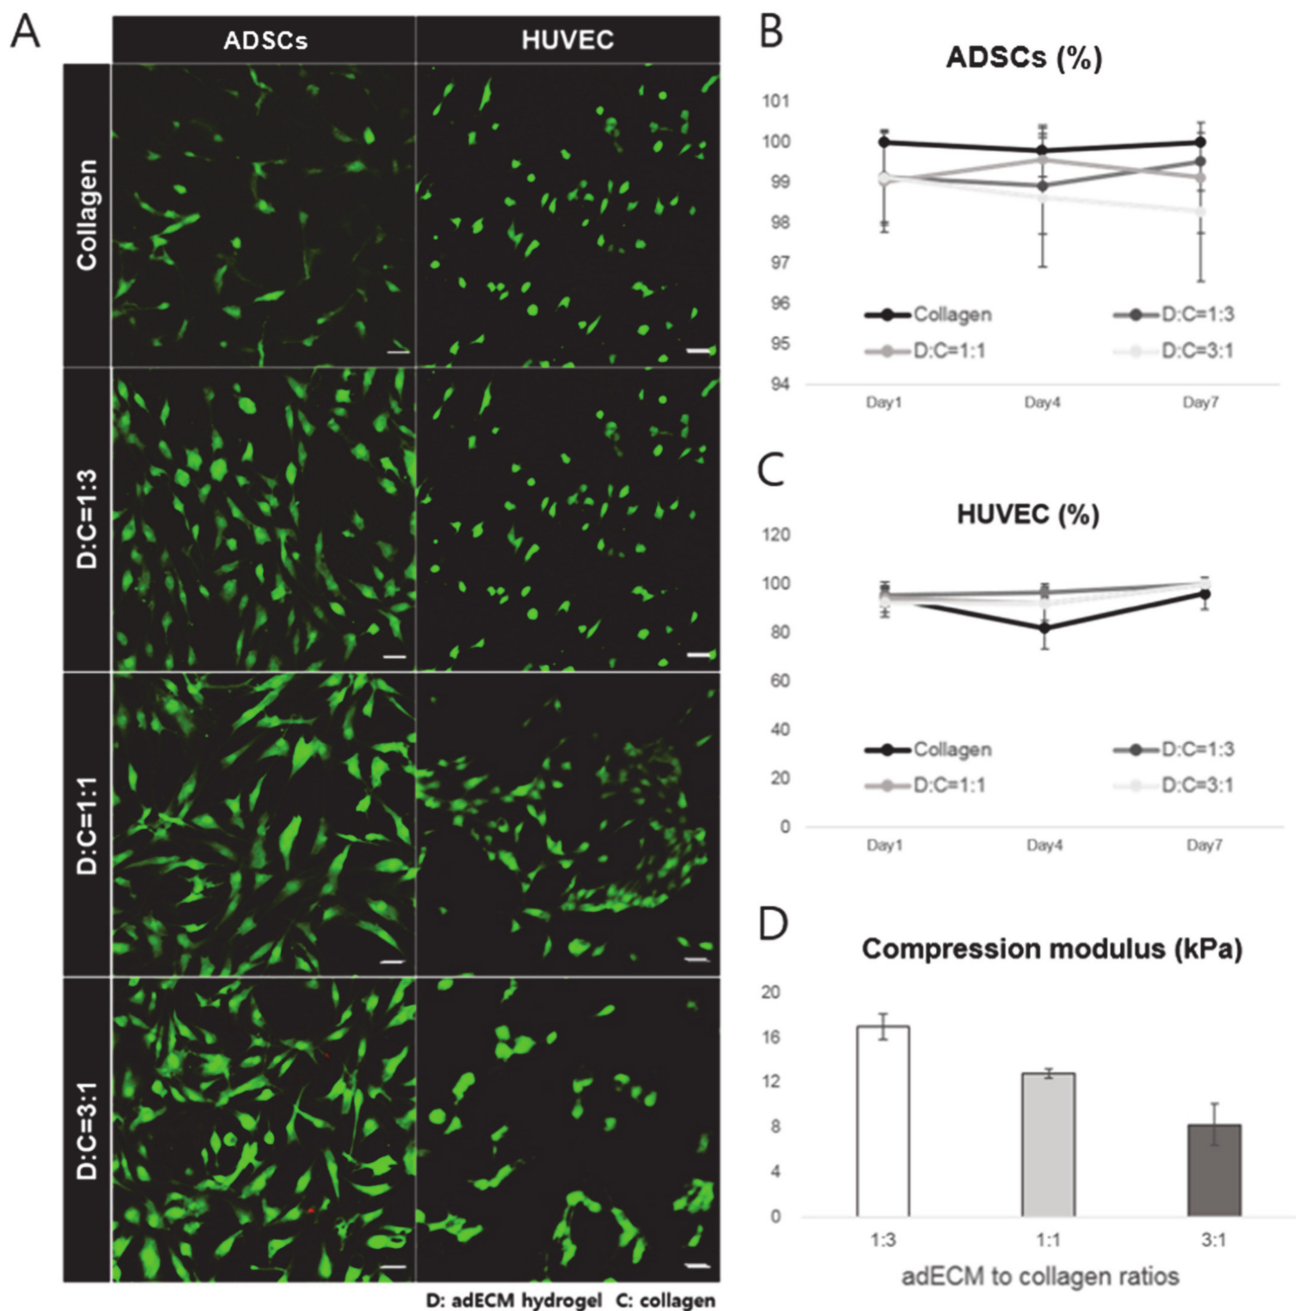 A
ADSCs
HUVEC
Collagen
D:C=1:3
D:C=1:1
D:C=3:1
D: adECM hydrogel C: collagen
B
ADSCs (%)
101
100
99
98
97
96
95
94
Collagen
D:C=1:3
D:C=1:1
D:C=3:1
Day1
Day4
Day7
C
HUVEC (%)
120
100
80
60
40
20
0
Collagen
D:C=1:3
D:C=1:1
D:C=3:1
Day1
Day4
Day7
D
Compression modulus (kPa)
20
16
12
8
4
0
1:3
1:1
3:1
adECM to collagen ratios